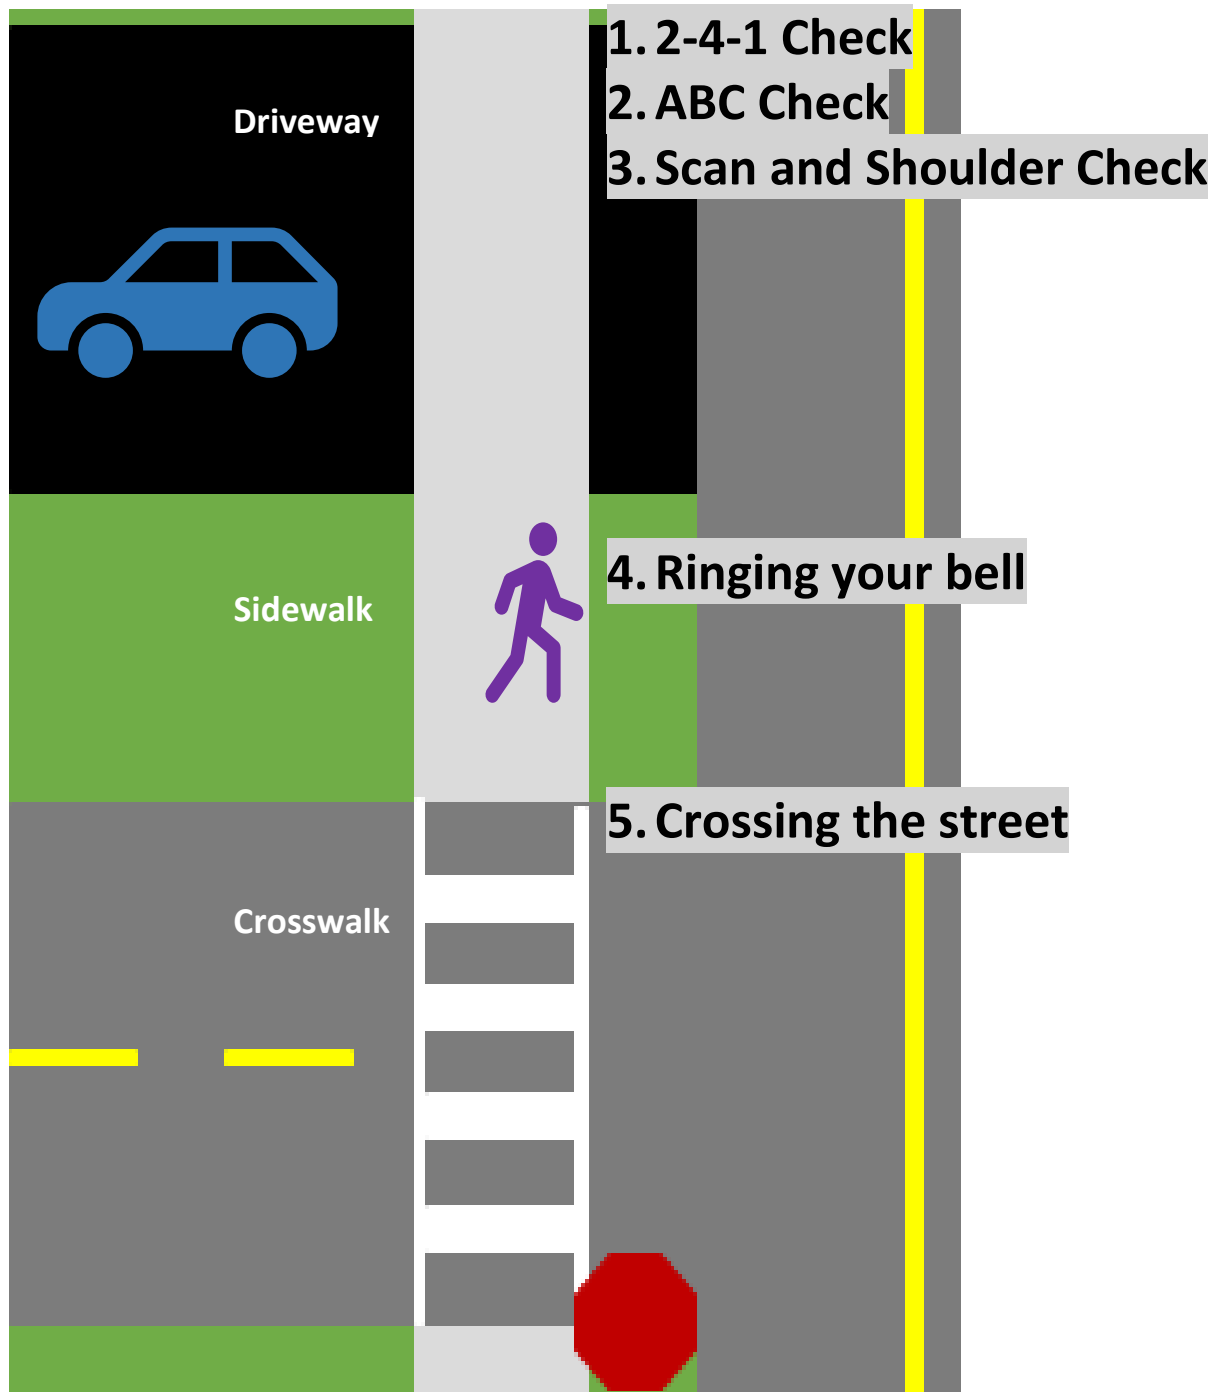 1. 2-4-1 Check
2. ABC Check
3. Scan and Shoulder Check
Driveway
4. Ringing your bell
Sidewalk
5. Crossing the street
Crosswalk